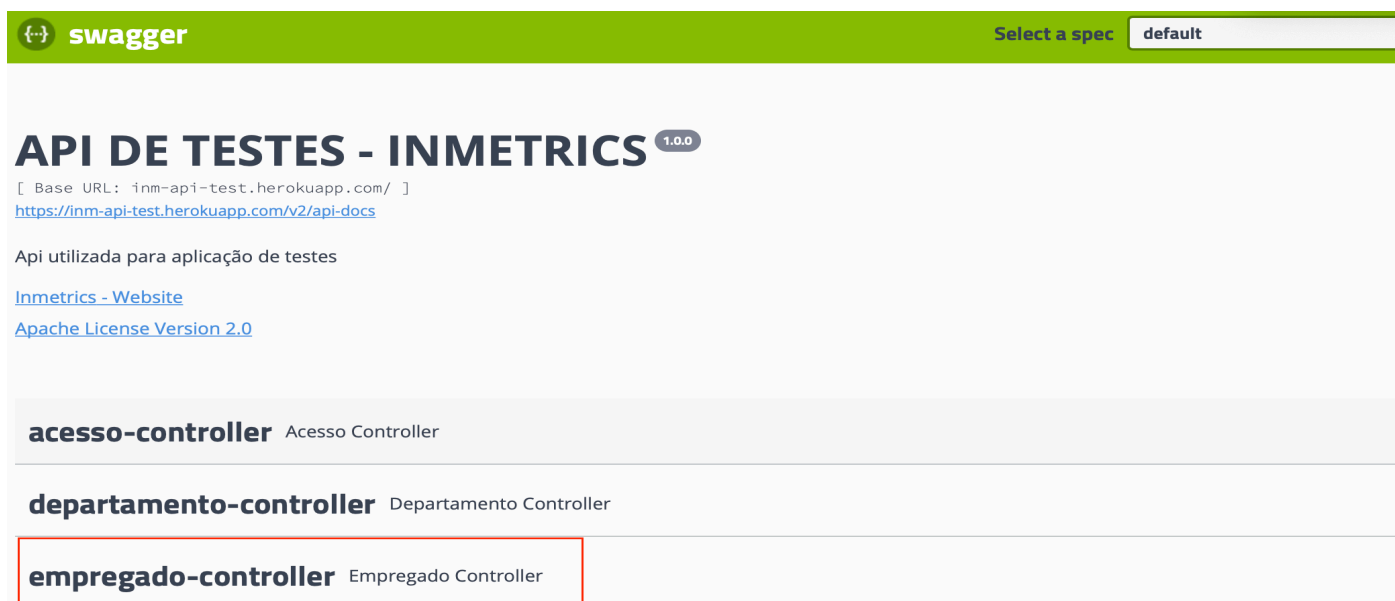 {··} swagger Select a spec default
API DE TESTES - INMETRICS 1.0.0
[ Base URL: inm-api-test.herokuapp.com/ ]
https://inm-api-test.herokuapp.com/v2/api-docs
Api utilizada para aplicação de testes
Inmetrics - Website
Apache License Version 2.0
acesso-controller Acesso Controller
departamento-controller Departamento Controller
empregado-controller Empregado Controller